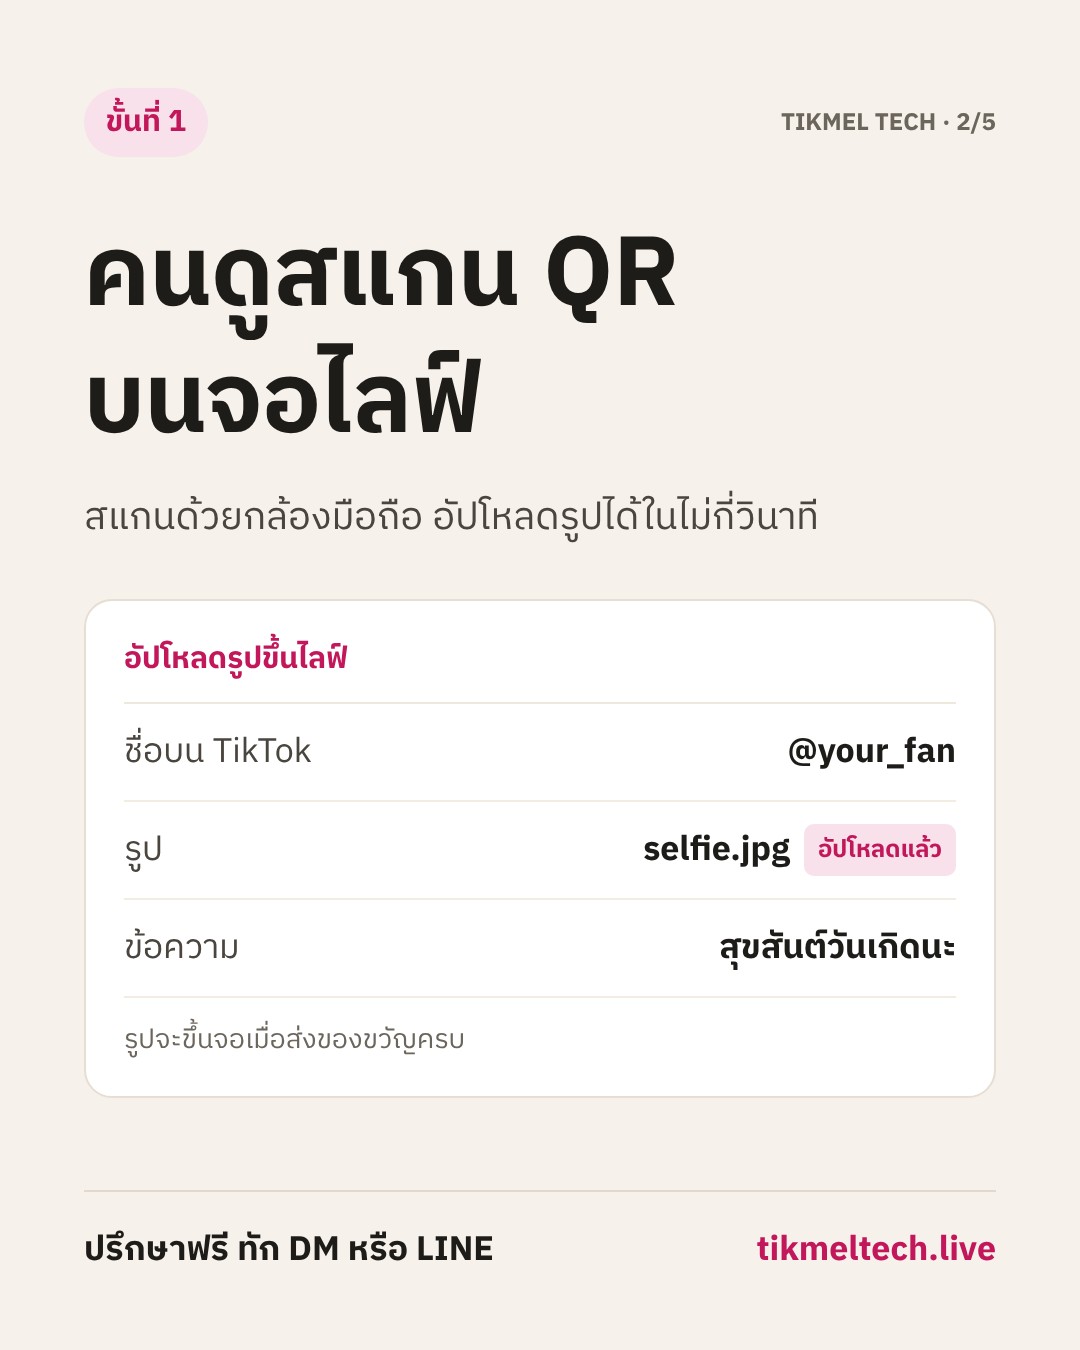 ขั้นที่ 1
TIKMEL TECH · 2/5
คนดูสแกน QR
บนจอไลฟ์
สแกนด้วยกล้องมือถือ อัปโหลดรูปได้ในไม่กี่วินาที
อัปโหลดรูปขึ้นไลฟ์
ชื่อบน TikTok @your_fan
รูป selfie.jpg อัปโหลดแล้ว
ข้อความ สุขสันต์วันเกิดนะ
รูปจะขึ้นจอเมื่อส่งของขวัญครบ
ปรึกษาฟรี ทัก DM หรือ LINE tikmeltech.live